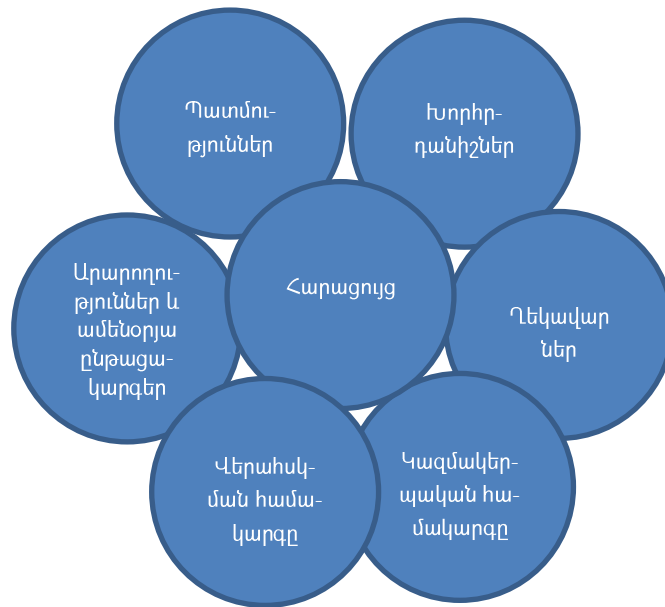 Պատմու-
թյուններ
Խորհր-
դանիշներ
Հարացույց
Արարողու-
թյուններ և
ամենօրյա
ընթացա-
կարգեր
Ղեկավար
ներ
Վերահսկ-
ման համա-
կարգը
Կազմակեր-
պական հա-
մակարգը